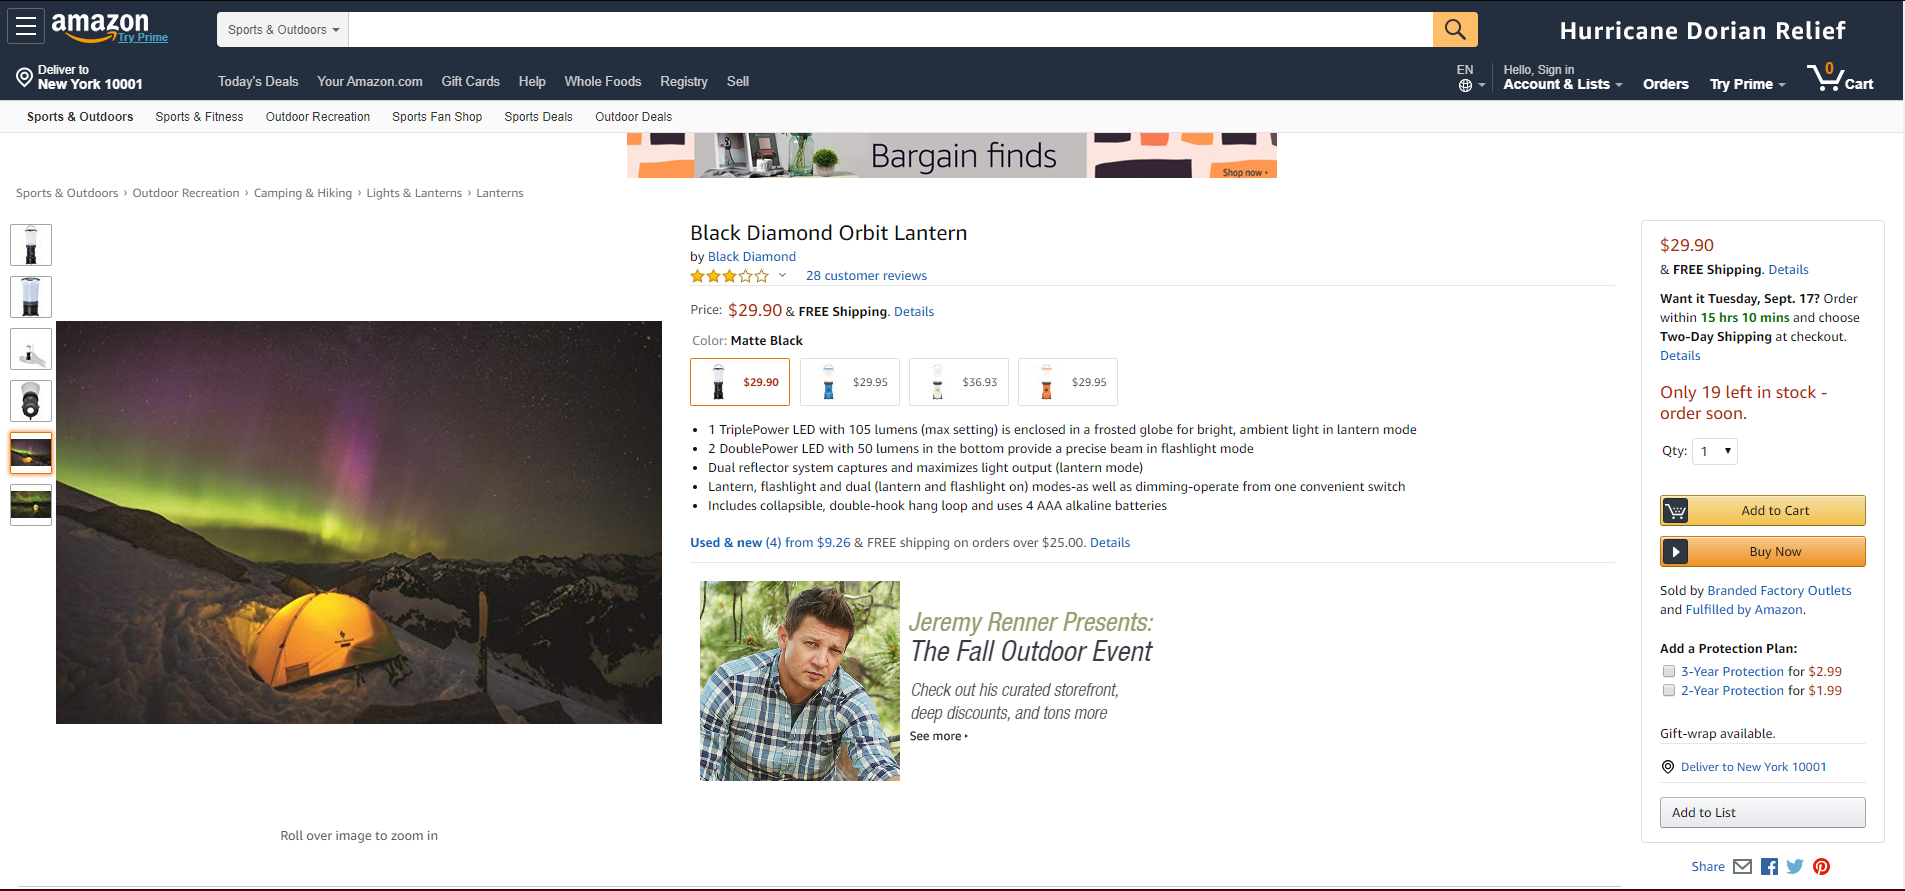 amazon
Try Prime
Sports & Outdoors
Hurricane Dorian Relief
Deliver to
New York 10001
Today's Deals Your Amazon.com Gift Cards Help Whole Foods Registry Sell
EN
Hello, Sign in
Account & Lists
Orders
Try Prime
0
Cart
Sports & Outdoors Sports & Fitness Outdoor Recreation Sports Fan Shop Sports Deals Outdoor Deals
Bargain finds
Shop now
Sports & Outdoors › Outdoor Recreation › Camping & Hiking › Lights & Lanterns › Lanterns
Black Diamond Orbit Lantern
by Black Diamond
28 customer reviews
Price: $29.90 & FREE Shipping. Details
Color: Matte Black
$29.90 $29.95 $36.93 $29.95
• 1 TriplePower LED with 105 lumens (max setting) is enclosed in a frosted globe for bright, ambient light in lantern mode
• 2 DoublePower LED with 50 lumens in the bottom provide a precise beam in flashlight mode
• Dual reflector system captures and maximizes light output (lantern mode)
• Lantern, flashlight and dual (lantern and flashlight on) modes-as well as dimming-operate from one convenient switch
• Includes collapsible, double-hook hang loop and uses 4 AAA alkaline batteries
Used & new (4) from $9.26 & FREE shipping on orders over $25.00. Details
Jeremy Renner Presents:
The Fall Outdoor Event
Check out his curated storefront,
deep discounts, and tons more
See more
Roll over image to zoom in
$29.90
& FREE Shipping. Details
Want it Tuesday, Sept. 17? Order
within 15 hrs 10 mins and choose
Two-Day Shipping at checkout.
Details
Only 19 left in stock -
order soon.
Qty: 1
Add to Cart
Buy Now
Sold by Branded Factory Outlets
and Fulfilled by Amazon.
Add a Protection Plan:
3-Year Protection for $2.99
2-Year Protection for $1.99
Gift-wrap available.
Deliver to New York 10001
Add to List
Share